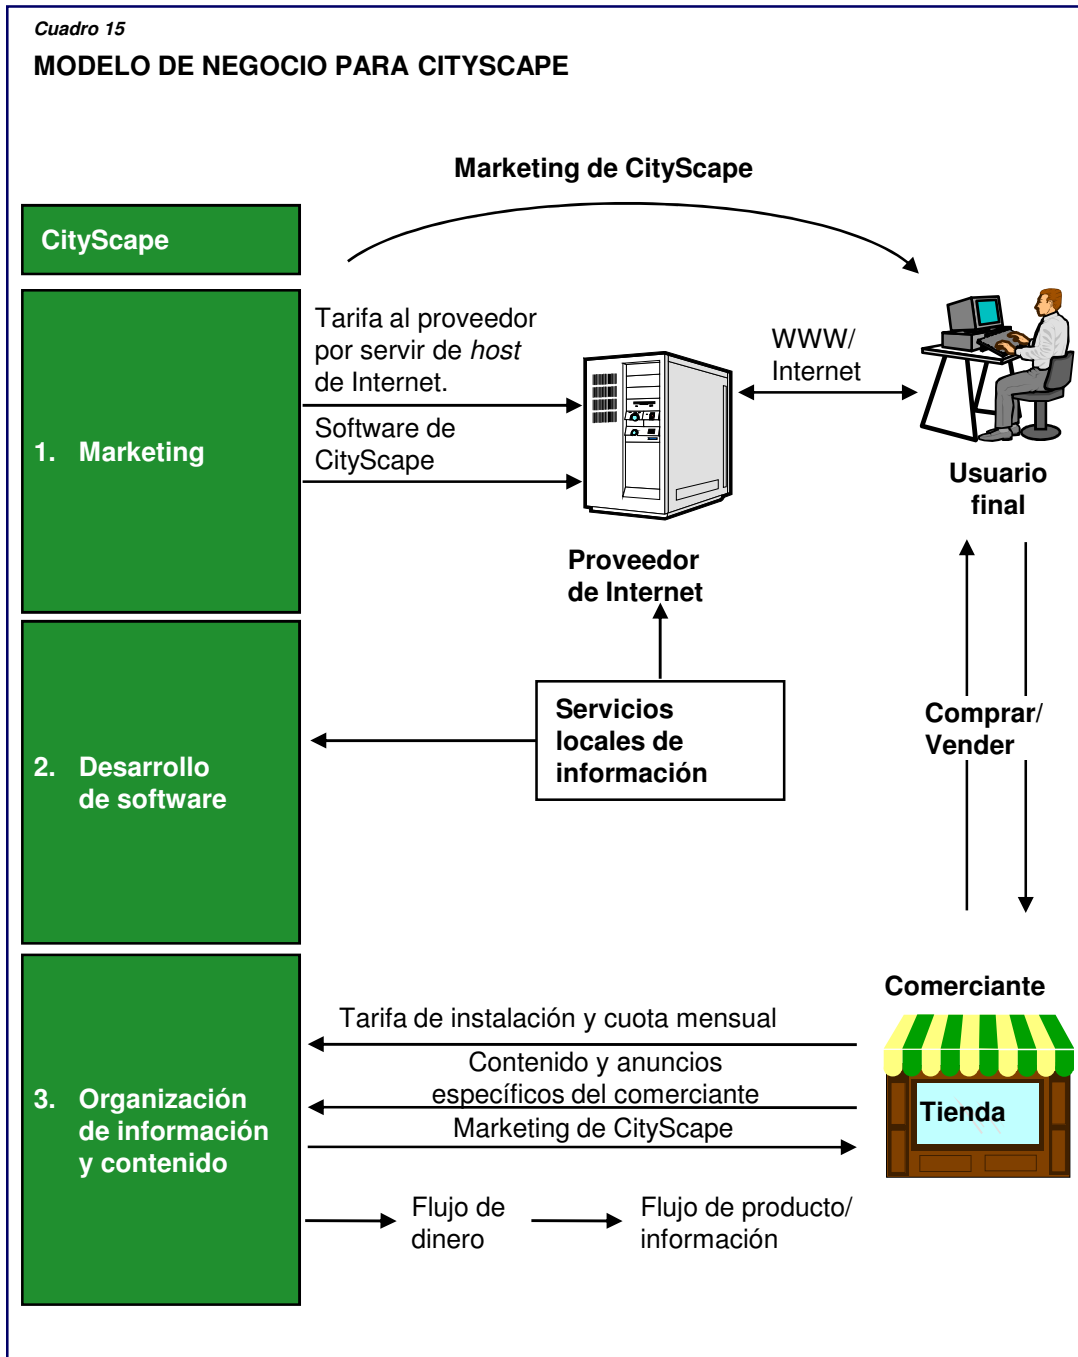 Cuadro 15
MODELO DE NEGOCIO PARA CITYSCAPE
Marketing de CityScape
CityScape
Tarifa al proveedor
por servir de host
de Internet.
WWW/
Internet
1. Marketing
Software de
CityScape
Usuario
final
Proveedor
de Internet
Servicios
locales de
información
Comprar/
Vender
2. Desarrollo
de software
Comerciante
Tarifa de instalación y cuota mensual
Contenido y anuncios
específicos del comerciante
Marketing de CityScape
Tienda
3. Organización
de información
y contenido
Flujo de
dinero
Flujo de producto/
información